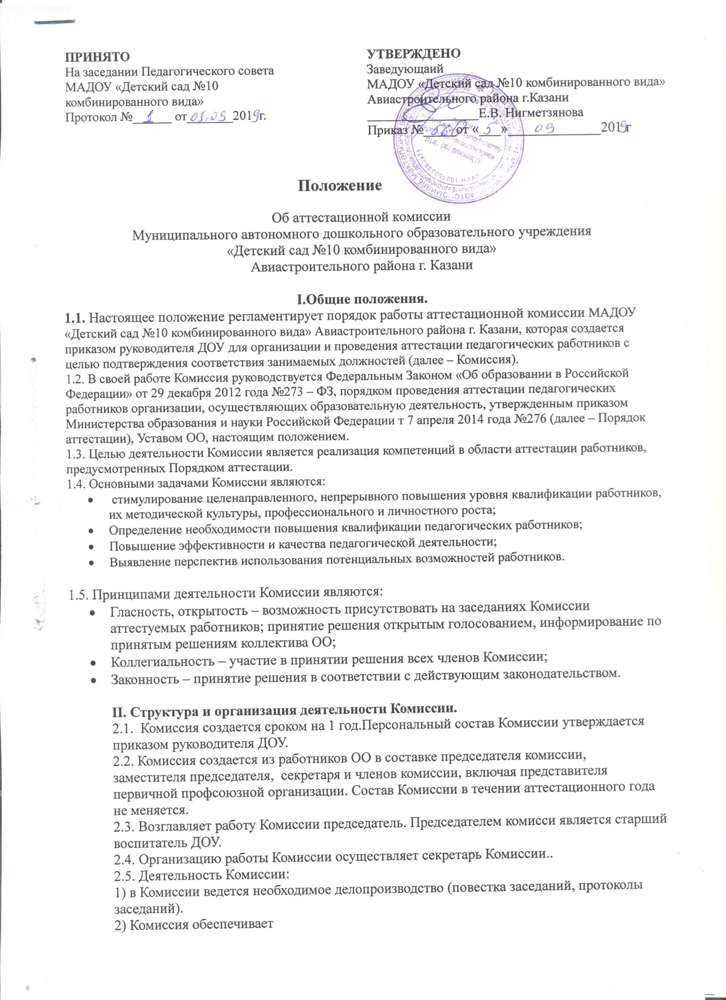 ПРИНЯТО
На заседании Педагогического совета
МАДОУ «Детский сад №10
комбинированного вида»
Протокол № 1 от 05.09 2019г.
УТВЕРЖДЕНО
Заведующаий
МАДОУ «Детский сад №10 комбинированного вида»
Авиастроительного района г.Казани
Е.В. Нигметзянова
Приказ № от « 5 » 09 2019 г
ОГРН
Положение
Об аттестационной комиссии
Муниципального автономного дошкольного образовательного учреждения
«Детский сад №10 комбинированного вида»
Авиастроительного района г. Казани
I.Общие положения.
1.1. Настоящее положение регламентирует порядок работы аттестационной комиссии МАДОУ
«Детский сад №10 комбинированного вида» Авиастроительного района г. Казани, которая создается
приказом руководителя ДОУ для организации и проведения аттестации педагогических работников с
целью подтверждения соответствия занимаемых должностей (далее – Комиссия).
1.2. В своей работе Комиссия руководствуется Федеральным Законом «Об образовании в Российской
Федерации» от 29 декабря 2012 года №273 – ФЗ, порядком проведения аттестации педагогических
работников организации, осуществляющих образовательную деятельность, утвержденным приказом
Министерства образования и науки Российской Федерации т 7 апреля 2014 года №276 (далее – Порядок
аттестации), Уставом ОО, настоящим положением.
1.3. Целью деятельности Комиссии является реализация компетенций в области аттестации работников,
предусмотренных Порядком аттестации.
1.4. Основными задачами Комиссии являются:
• стимулирование целенаправленного, непрерывного повышения уровня квалификации работников,
их методической культуры, профессионального и личностного роста;
• Определение необходимости повышения квалификации педагогических работников;
• Повышение эффективности и качества педагогической деятельности;
• Выявление перспектив использования потенциальных возможностей работников.
1.5. Принципами деятельности Комиссии являются:
• Гласность, открытость – возможность присутствовать на заседаниях Комиссии
аттестуемых работников; принятие решения открытым голосованием, информирование по
принятым решениям коллектива ОО;
• Коллегиальность – участие в принятии решения всех членов Комиссии;
• Законность – принятие решения в соответствии с действующим законодательством.
II. Структура и организация деятельности Комиссии.
2.1. Комиссия создается сроком на 1 год.Персональный состав Комиссии утверждается
приказом руководителя ДОУ.
2.2. Комиссия создается из работников ОО в составке председателя комиссии,
заместителя председателя, секретаря и членов комиссии, включая представителя
первичной профсоюзной организации. Состав Комиссии в течении аттестационного года
не меняется.
2.3. Возглавляет работу Комиссии председатель. Председателем комисси является старший
воспитатель ДОУ.
2.4. Организацию работы Комиссии осуществляет секретарь Комиссии..
2.5. Деятельность Комиссии:
1) в Комиссии ведется необходимое делопроизводство (повестка заседаний, протоколы
заседаний).
2) Комиссия обеспечивает